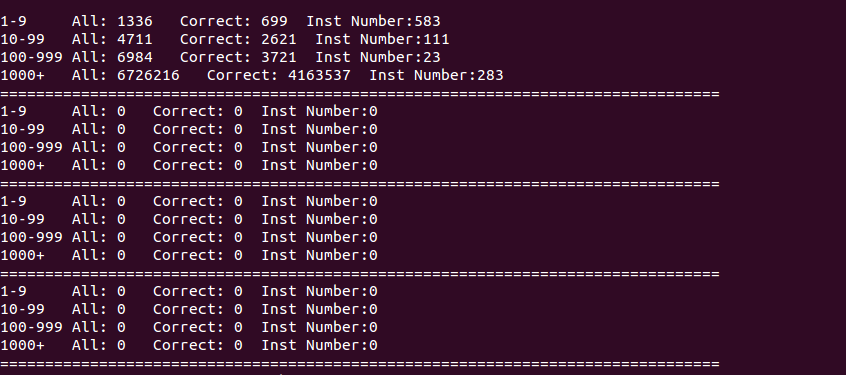 1-9     All: 1336   Correct: 699  Inst Number:583
10-99   All: 4711   Correct: 2621  Inst Number:111
100-999 All: 6984   Correct: 3721  Inst Number:23
1000+   All: 6726216   Correct: 4163537  Inst Number:283
================================================================================
1-9     All: 0   Correct: 0  Inst Number:0
10-99   All: 0   Correct: 0  Inst Number:0
100-999 All: 0   Correct: 0  Inst Number:0
1000+   All: 0   Correct: 0  Inst Number:0
================================================================================
1-9     All: 0   Correct: 0  Inst Number:0
10-99   All: 0   Correct: 0  Inst Number:0
100-999 All: 0   Correct: 0  Inst Number:0
1000+   All: 0   Correct: 0  Inst Number:0
================================================================================
1-9     All: 0   Correct: 0  Inst Number:0
10-99   All: 0   Correct: 0  Inst Number:0
100-999 All: 0   Correct: 0  Inst Number:0
1000+   All: 0   Correct: 0  Inst Number:0
================================================================================